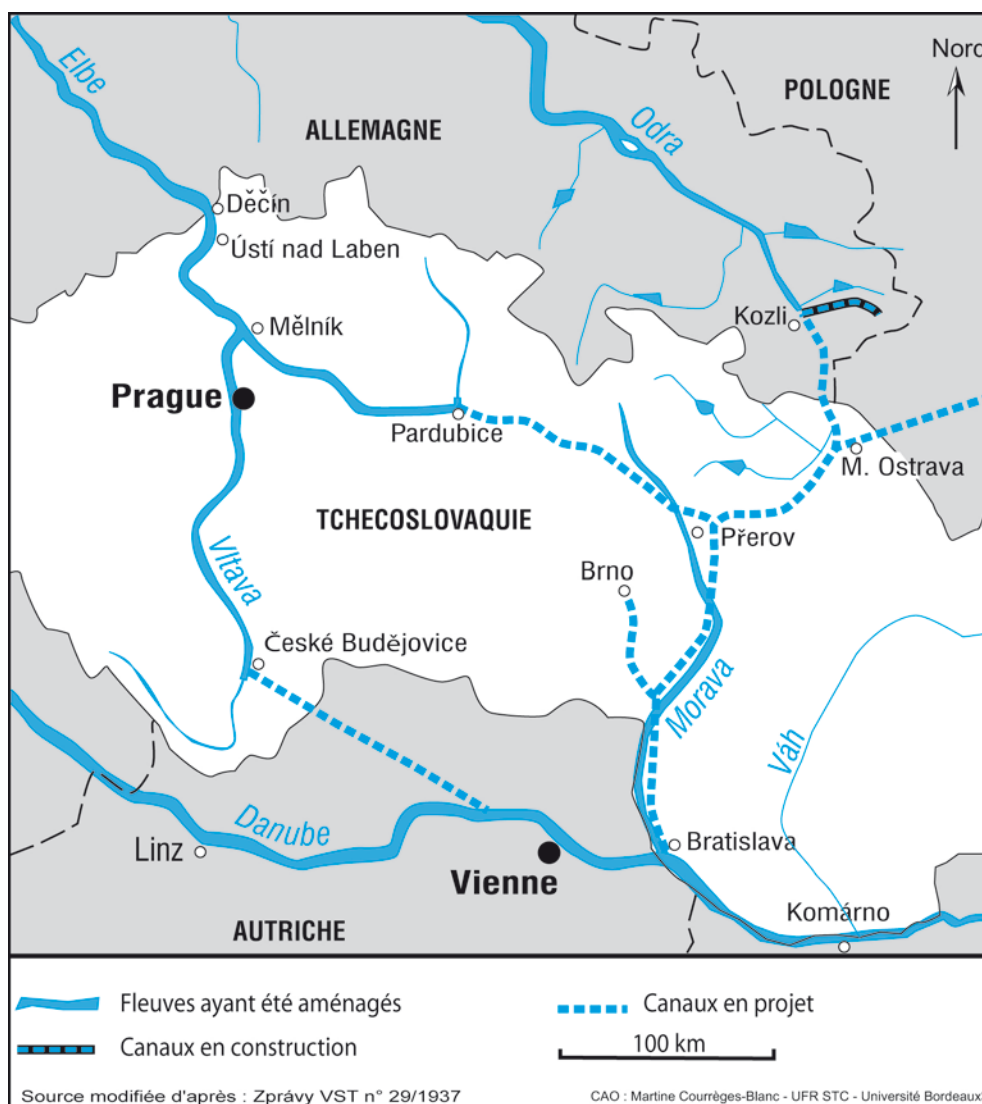 Elbe
Nord
POLOGNE
ALLEMAGNE
Odra
Děčín
Ústí nad Laben
Mělník
Kozli
Prague
Pardubice
M. Ostrava
TCHECOSLOVAQUIE
Přerov
Brno
Vltava
České Budějovice
Morava
Váh
Danube
Linz
Bratislava
Vienne
Komárno
AUTRICHE
Fleuves ayant été aménagés
Canaux en projet
Canaux en construction
100 km
Source modifiée d'après : Zprávy VST n° 29/1937
CAO : Martine Courrèges-Blanc - UFR STC - Université Bordeaux3